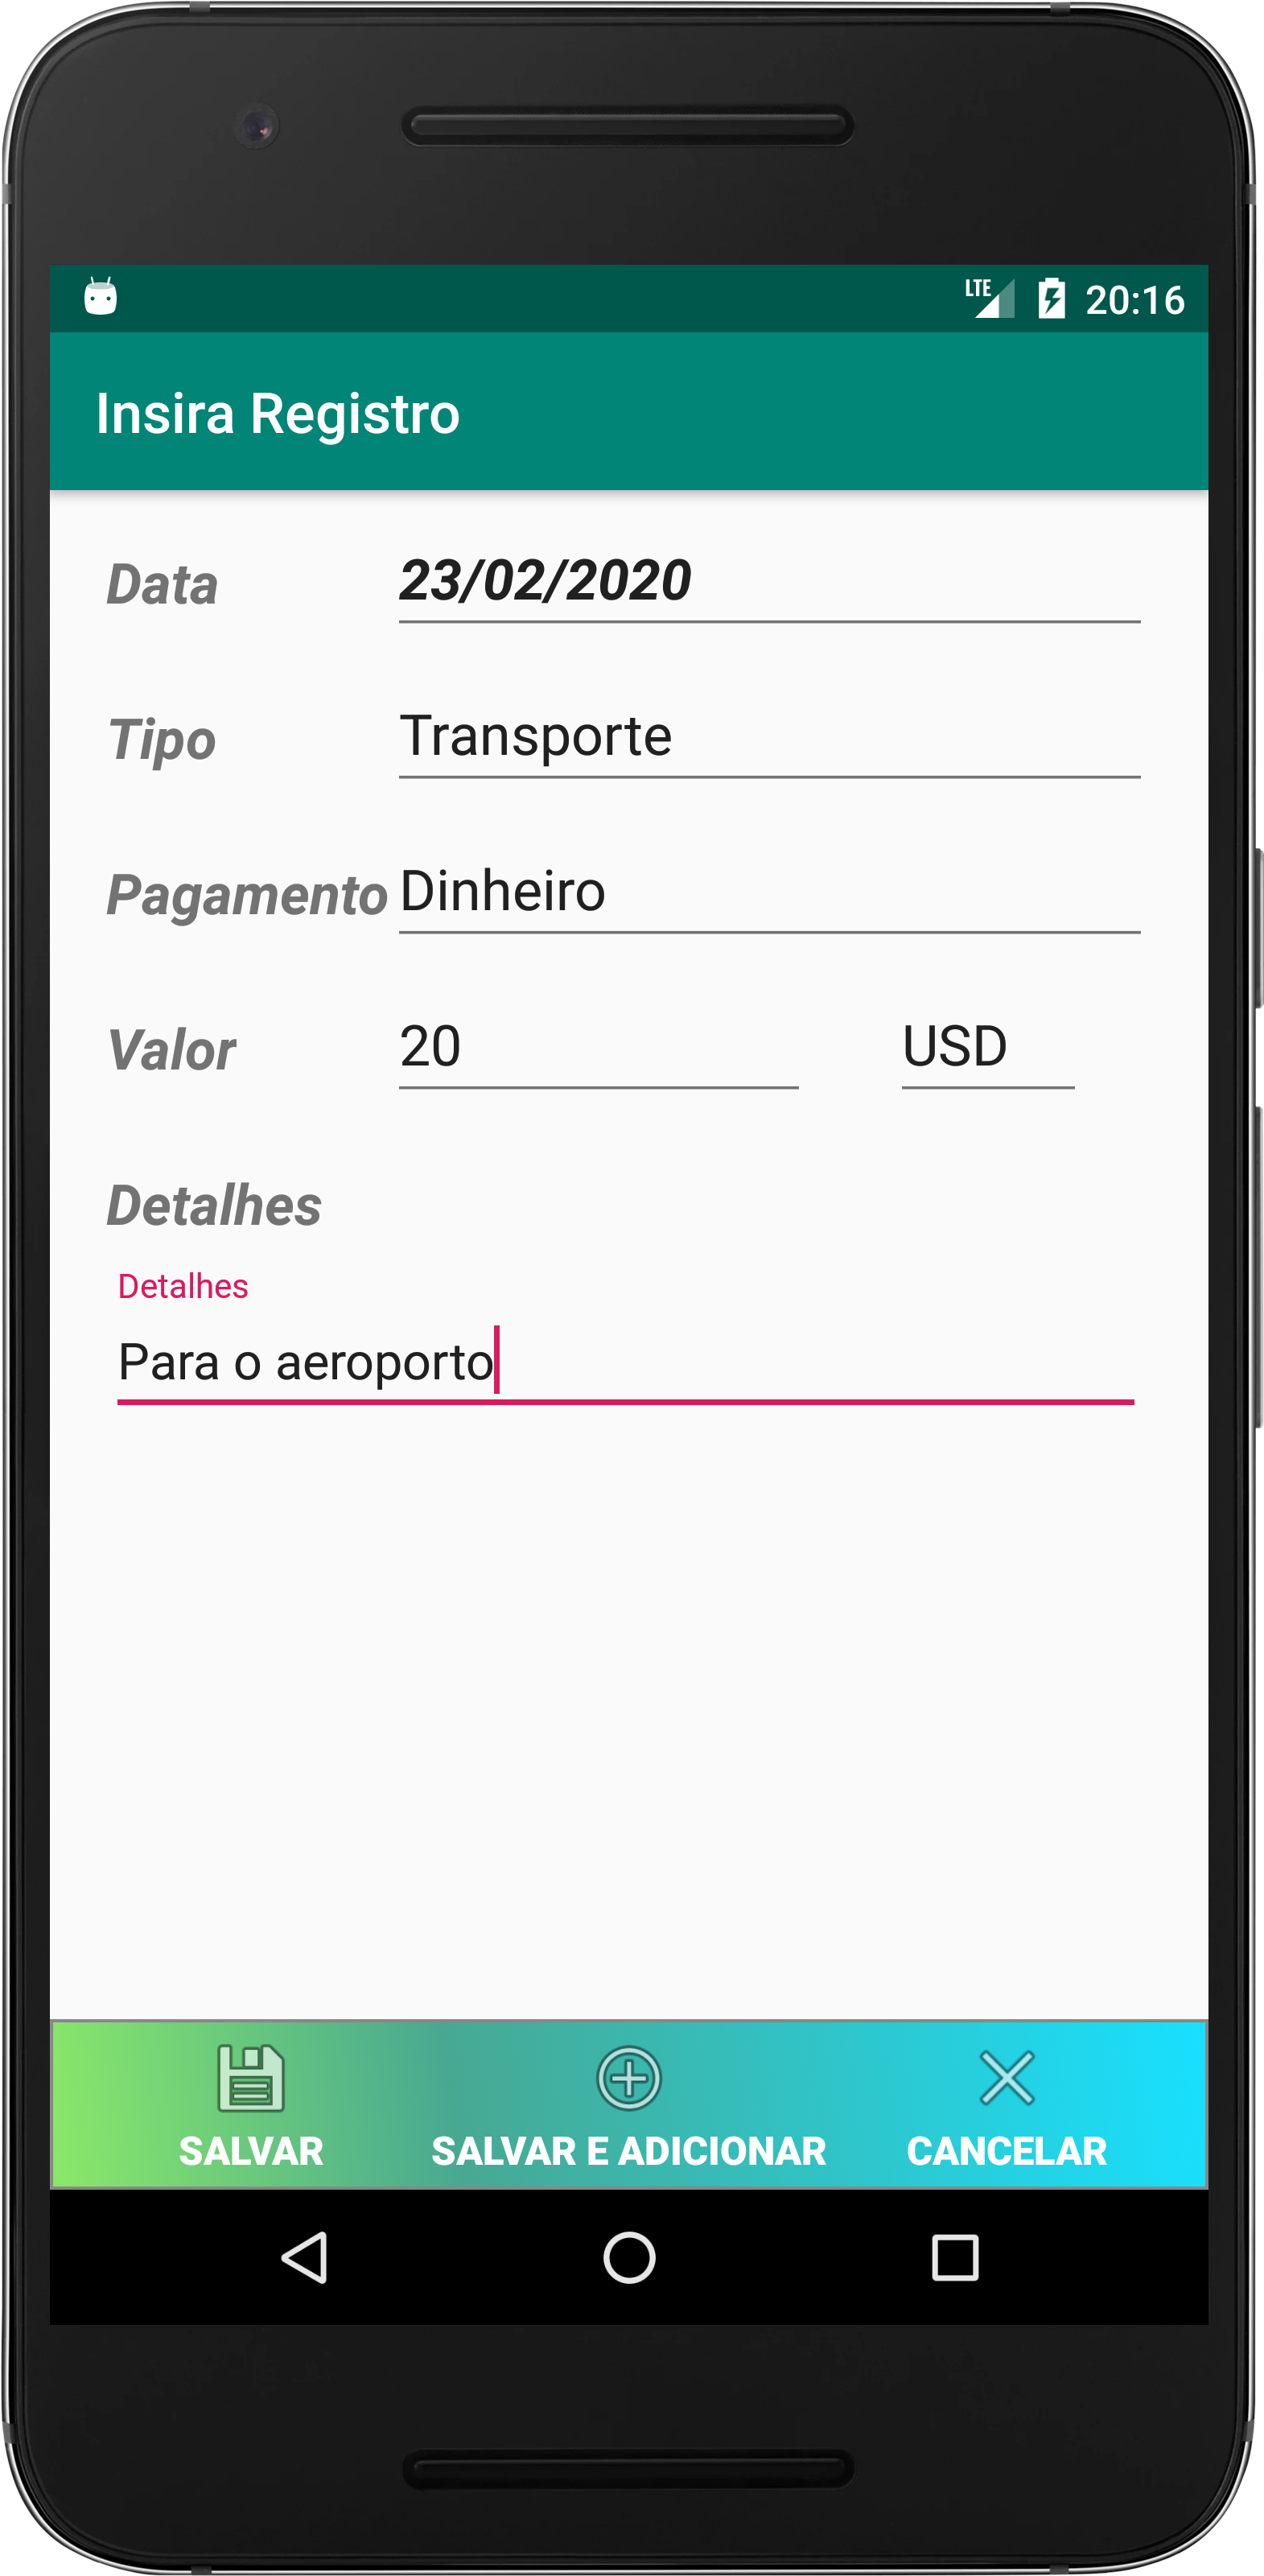 LTE 20:16
Insira Registro
Data 23/02/2020
Tipo Transporte
Pagamento Dinheiro
Valor 20 USD
Detalhes
Detalhes
Para o aeroporto
SALVAR SALVAR E ADICIONAR CANCELAR